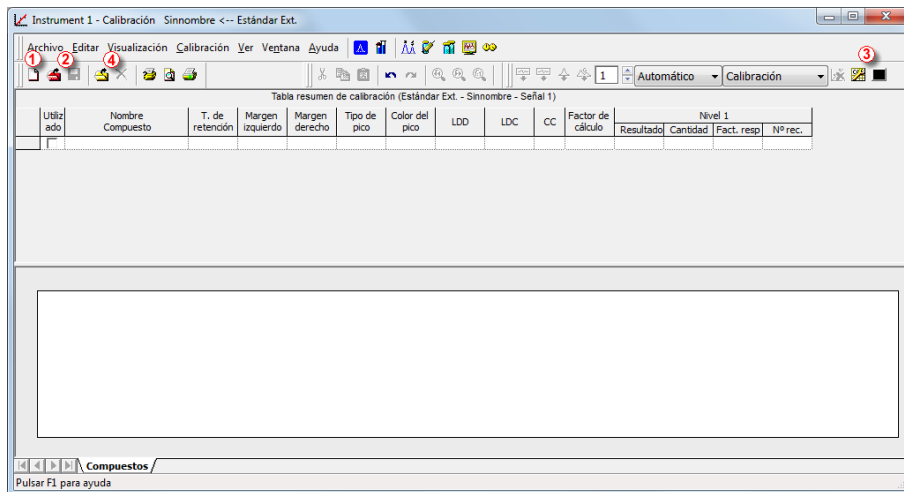 Instrument 1 - Calibración Sinnombre <-- Estándar Ext.
Archivo Editar Visualización Calibración Ver Ventana Ayuda
1 2 4 3
1 Automático Calibración
Tabla resumen de calibración (Estándar Ext. - Sinnombre - Señal 1)
Utiliz ado
Nombre Compuesto
T. de retención
Margen izquierdo
Margen derecho
Tipo de pico
Color del pico
LDD
LDC
CC
Factor de cálculo
Nivel 1
Resultado Cantidad Fact. resp Nº rec.
Compuestos
Pulsar F1 para ayuda